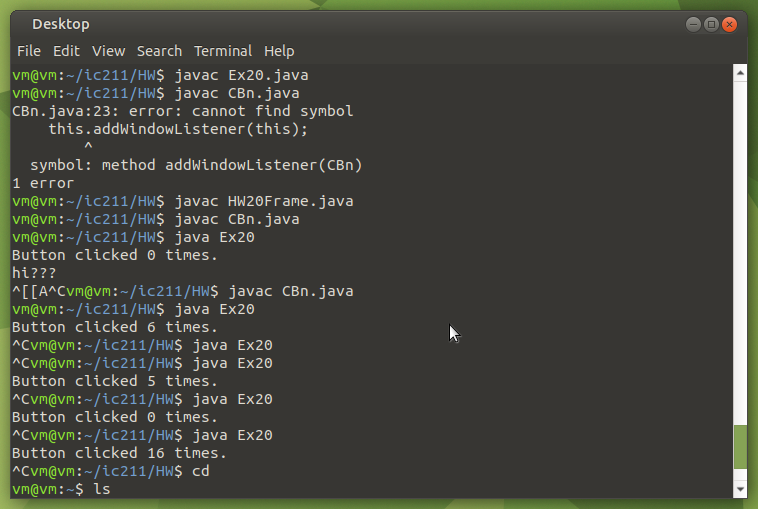 Desktop
File Edit View Search Terminal Help
vm@vm:~/ic211/HW$ javac Ex20.java
vm@vm:~/ic211/HW$ javac CBn.java
CBn.java:23: error: cannot find symbol
    this.addWindowListener(this);
        ^
  symbol: method addWindowListener(CBn)
1 error
vm@vm:~/ic211/HW$ javac HW20Frame.java
vm@vm:~/ic211/HW$ javac CBn.java
vm@vm:~/ic211/HW$ java Ex20
Button clicked 0 times.
hi???
^[[A^Cvm@vm:~/ic211/HW$ javac CBn.java
vm@vm:~/ic211/HW$ java Ex20
Button clicked 6 times.
^Cvm@vm:~/ic211/HW$ java Ex20
^Cvm@vm:~/ic211/HW$ java Ex20
Button clicked 5 times.
^Cvm@vm:~/ic211/HW$ java Ex20
Button clicked 0 times.
^Cvm@vm:~/ic211/HW$ java Ex20
Button clicked 16 times.
^Cvm@vm:~/ic211/HW$ cd
vm@vm:~$ ls